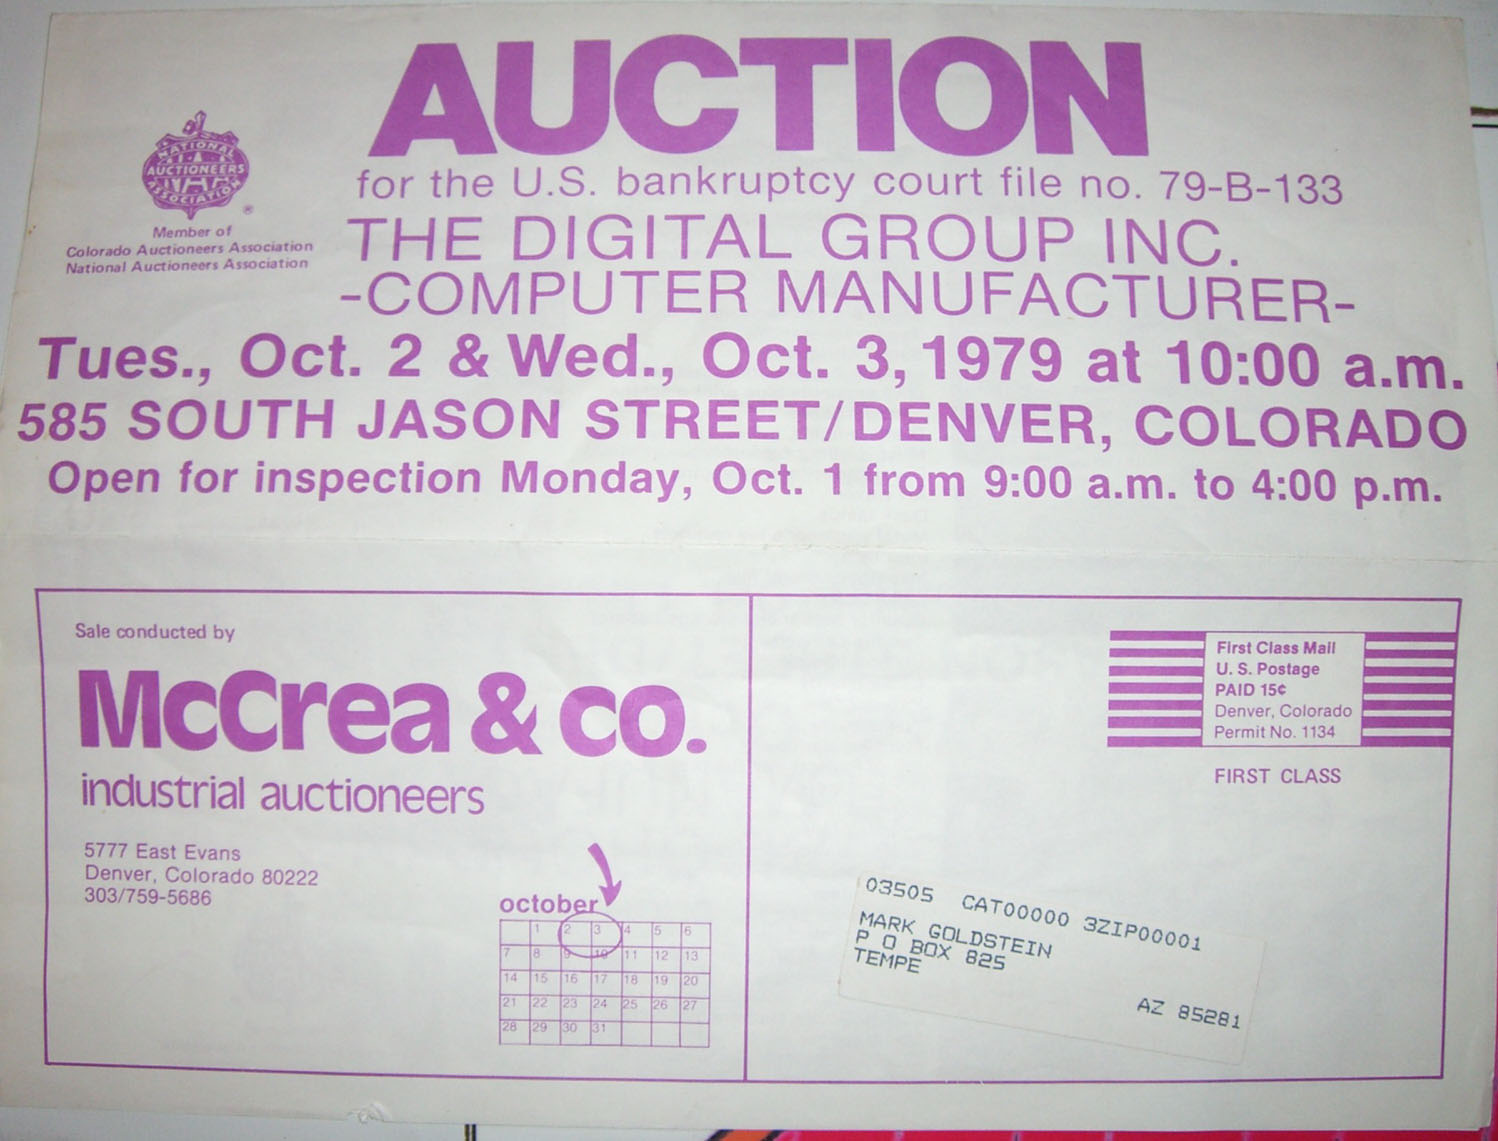 AUCTION
for the U.S. bankruptcy court file no. 79-B-133
THE DIGITAL GROUP INC.
-COMPUTER MANUFACTURER-
NATIONAL
AUCTIONEERS
NAA
ASSOCIATION
®
Member of
Colorado Auctioneers Association
National Auctioneers Association
Tues., Oct. 2 & Wed., Oct. 3, 1979 at 10:00 a.m.
585 SOUTH JASON STREET/DENVER, COLORADO
Open for inspection Monday, Oct. 1 from 9:00 a.m. to 4:00 p.m.
Sale conducted by
McCrea & co.
industrial auctioneers
5777 East Evans
Denver, Colorado 80222
303/759-5686
october
1 2 3 4 5 6
7 8 9 10 11 12 13
14 15 16 17 18 19 20
21 22 23 24 25 26 27
28 29 30 31
First Class Mail
U. S. Postage
PAID 15¢
Denver, Colorado
Permit No. 1134
FIRST CLASS
03505 CAT00000 3ZIP00001
MARK GOLDSTEIN
P O BOX 825
TEMPE
AZ 85281